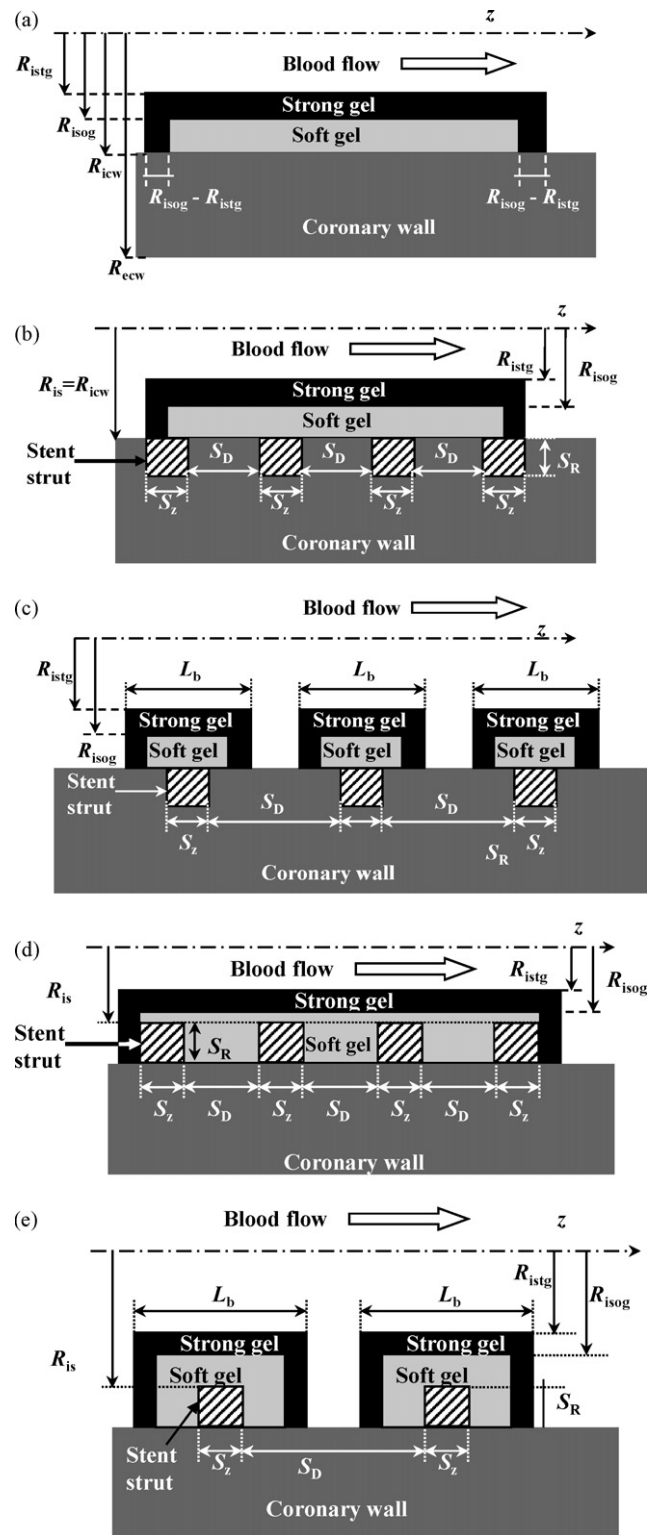 (a)
z
R_istg
Blood flow
Strong gel
R_isog
Soft gel
R_icw
R_isog - R_istg
R_isog - R_istg
Coronary wall
R_ecw
(b)
z
Blood flow
R_istg
R_isog
R_is=R_icw
Strong gel
Soft gel
Stent strut
S_D
S_D
S_D
S_R
S_z
S_z
S_z
S_z
Coronary wall
(c)
Blood flow
z
R_istg
L_b
L_b
L_b
Strong gel
Strong gel
Strong gel
R_isog
Soft gel
Soft gel
Soft gel
Stent strut
S_D
S_D
S_z
S_R
S_z
Coronary wall
(d)
z
Blood flow
R_istg
R_isog
R_is
Strong gel
Stent strut
S_R
Soft gel
S_z
S_D
S_z
S_D
S_z
S_D
S_z
Coronary wall
(e)
Blood flow
z
R_istg
R_isog
L_b
L_b
Strong gel
Strong gel
R_is
Soft gel
Soft gel
S_R
Stent strut
S_z
S_D
S_z
Coronary wall